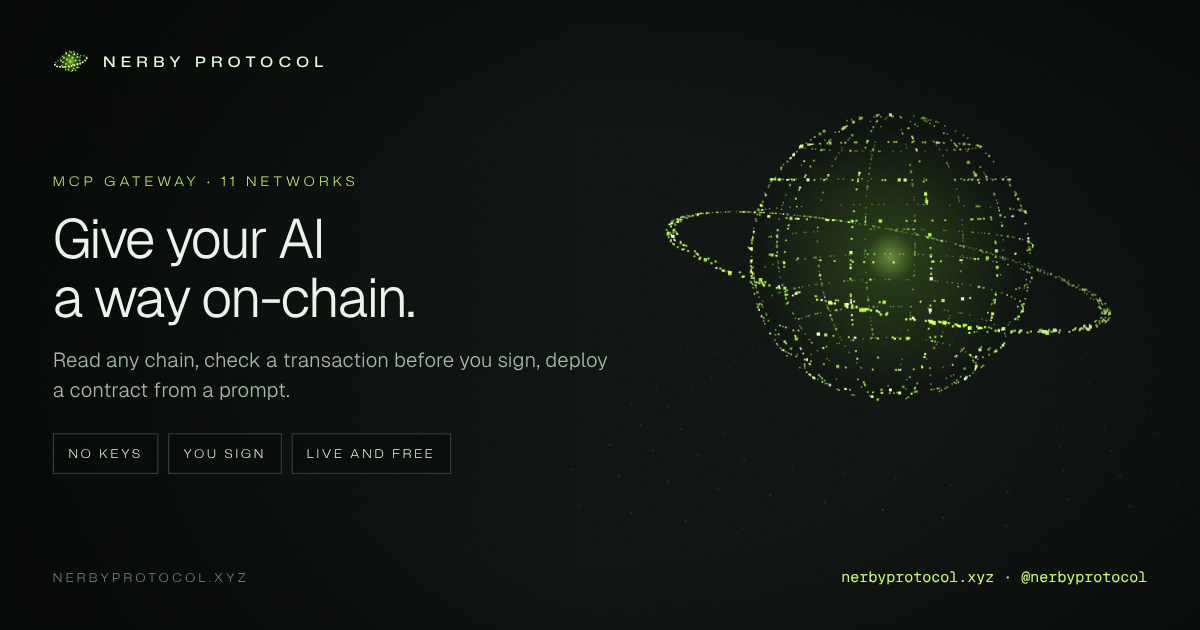 NERBY PROTOCOL
MCP GATEWAY · 11 NETWORKS
Give your AI
a way on-chain.
Read any chain, check a transaction before you sign, deploy
a contract from a prompt.
NO KEYS
YOU SIGN
LIVE AND FREE
NERBYPROTOCOL.XYZ
nerbyprotocol.xyz · @nerbyprotocol